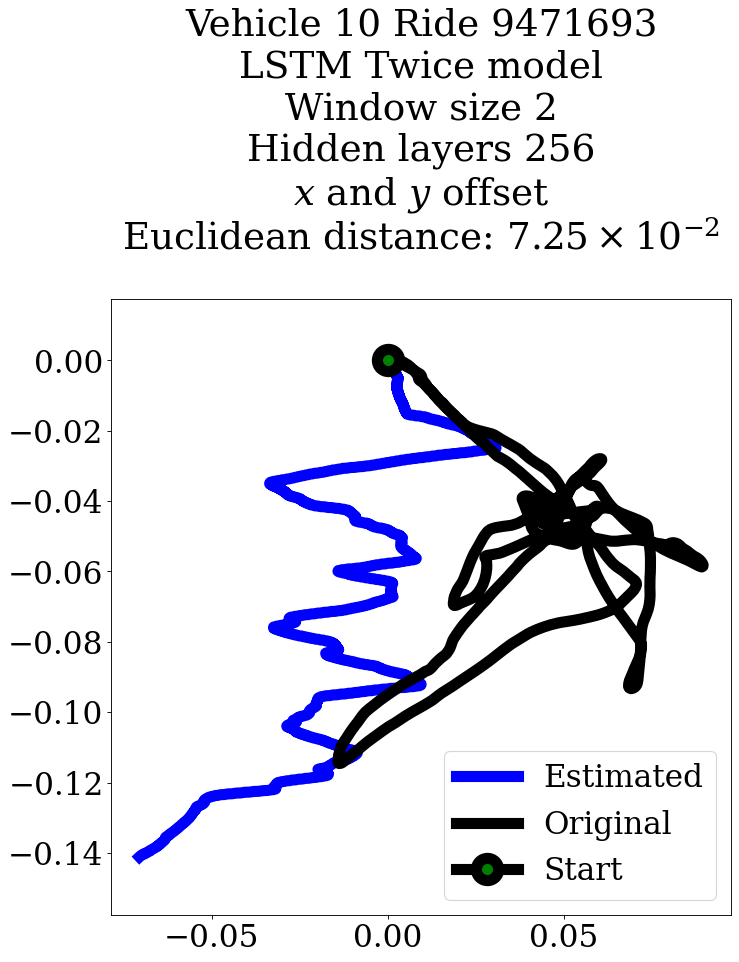 Vehicle 10 Ride 9471693
LSTM Twice model
Window size 2
Hidden layers 256
x and y offset
Euclidean distance: 7.25 × 10⁻²
0.00
−0.02
−0.04
−0.06
−0.08
−0.10
−0.12
−0.14
Estimated
Original
Start
−0.05 0.00 0.05